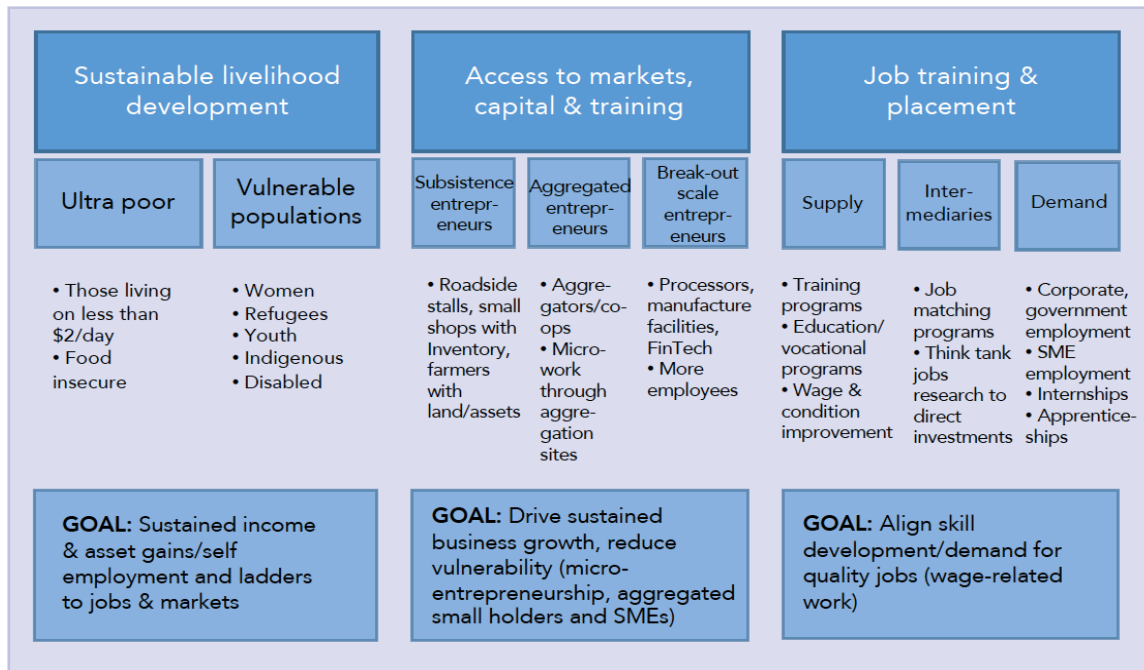 Sustainable livelihood
development
Ultra poor
Vulnerable
populations
• Those living
on less than
$2/day
• Food
insecure
• Women
• Refugees
• Youth
• Indigenous
• Disabled
GOAL: Sustained income
& asset gains/self
employment and ladders
to jobs & markets
Access to markets,
capital & training
Subsistence
entrepr-
eneurs
Aggregated
entrepr-
eneurs
Break-out
scale
entrepr-
eneurs
• Roadside
stalls, small
shops with
Inventory,
farmers
with
land/assets
• Aggre-
gators/co-
ops
• Micro-
work
through
aggre-
gation
sites
• Processors,
manufacture
facilities,
FinTech
• More
employees
GOAL: Drive sustained
business growth, reduce
vulnerability (micro-
entrepreneurship, aggregated
small holders and SMEs)
Job training &
placement
Supply
Inter-
mediaries
Demand
• Training
programs
• Education/
vocational
programs
• Wage &
condition
improvement
• Job
matching
programs
• Think tank
jobs
research to
direct
investments
• Corporate,
government
employment
• SME
employment
• Internships
• Apprentice-
ships
GOAL: Align skill
development/demand for
quality jobs (wage-related
work)